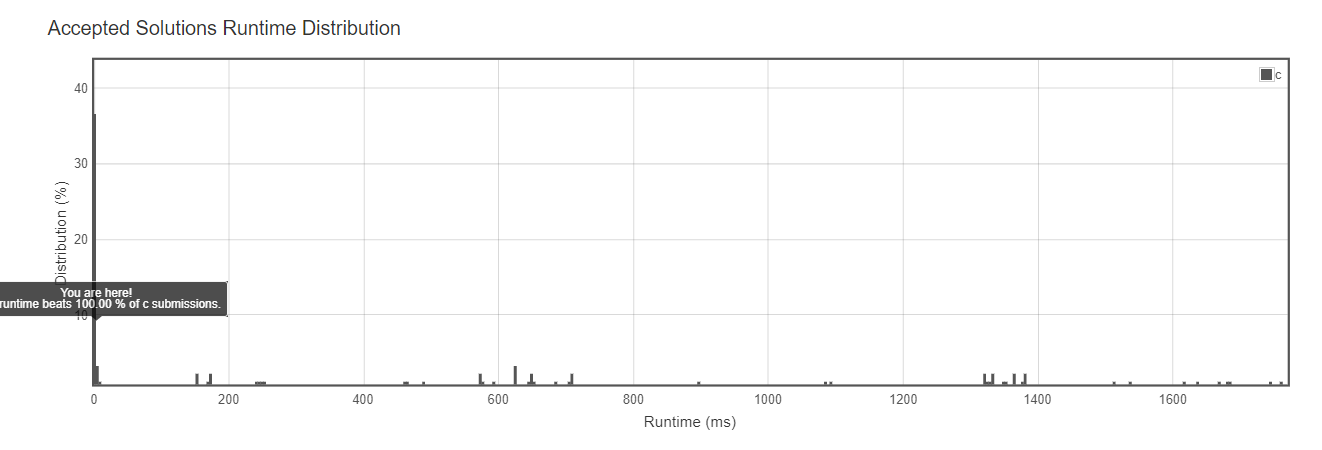 Accepted Solutions Runtime Distribution
c
40
30
20
10
Distribution (%)
You are here!
runtime beats 100.00 % of c submissions.
0 200 400 600 800 1000 1200 1400 1600
Runtime (ms)